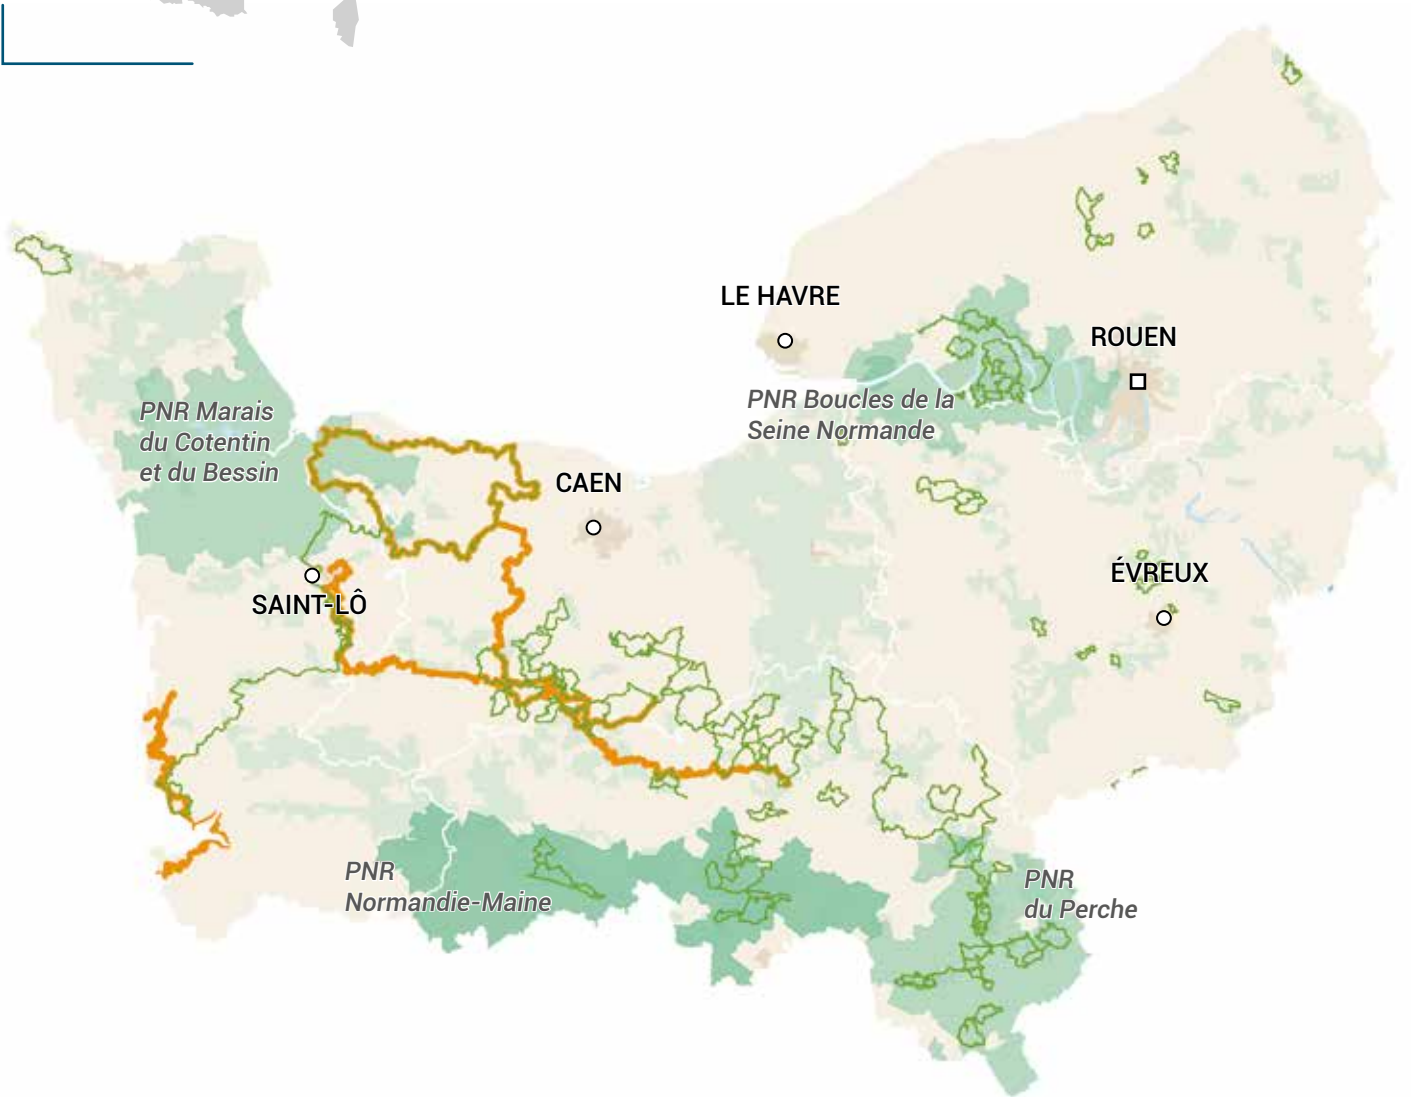 LE HAVRE
ROUEN
PNR Marais
du Cotentin
et du Bessin
PNR Boucles de la
Seine Normande
CAEN
SAINT-LÔ
ÉVREUX
PNR
Normandie-Maine
PNR
du Perche